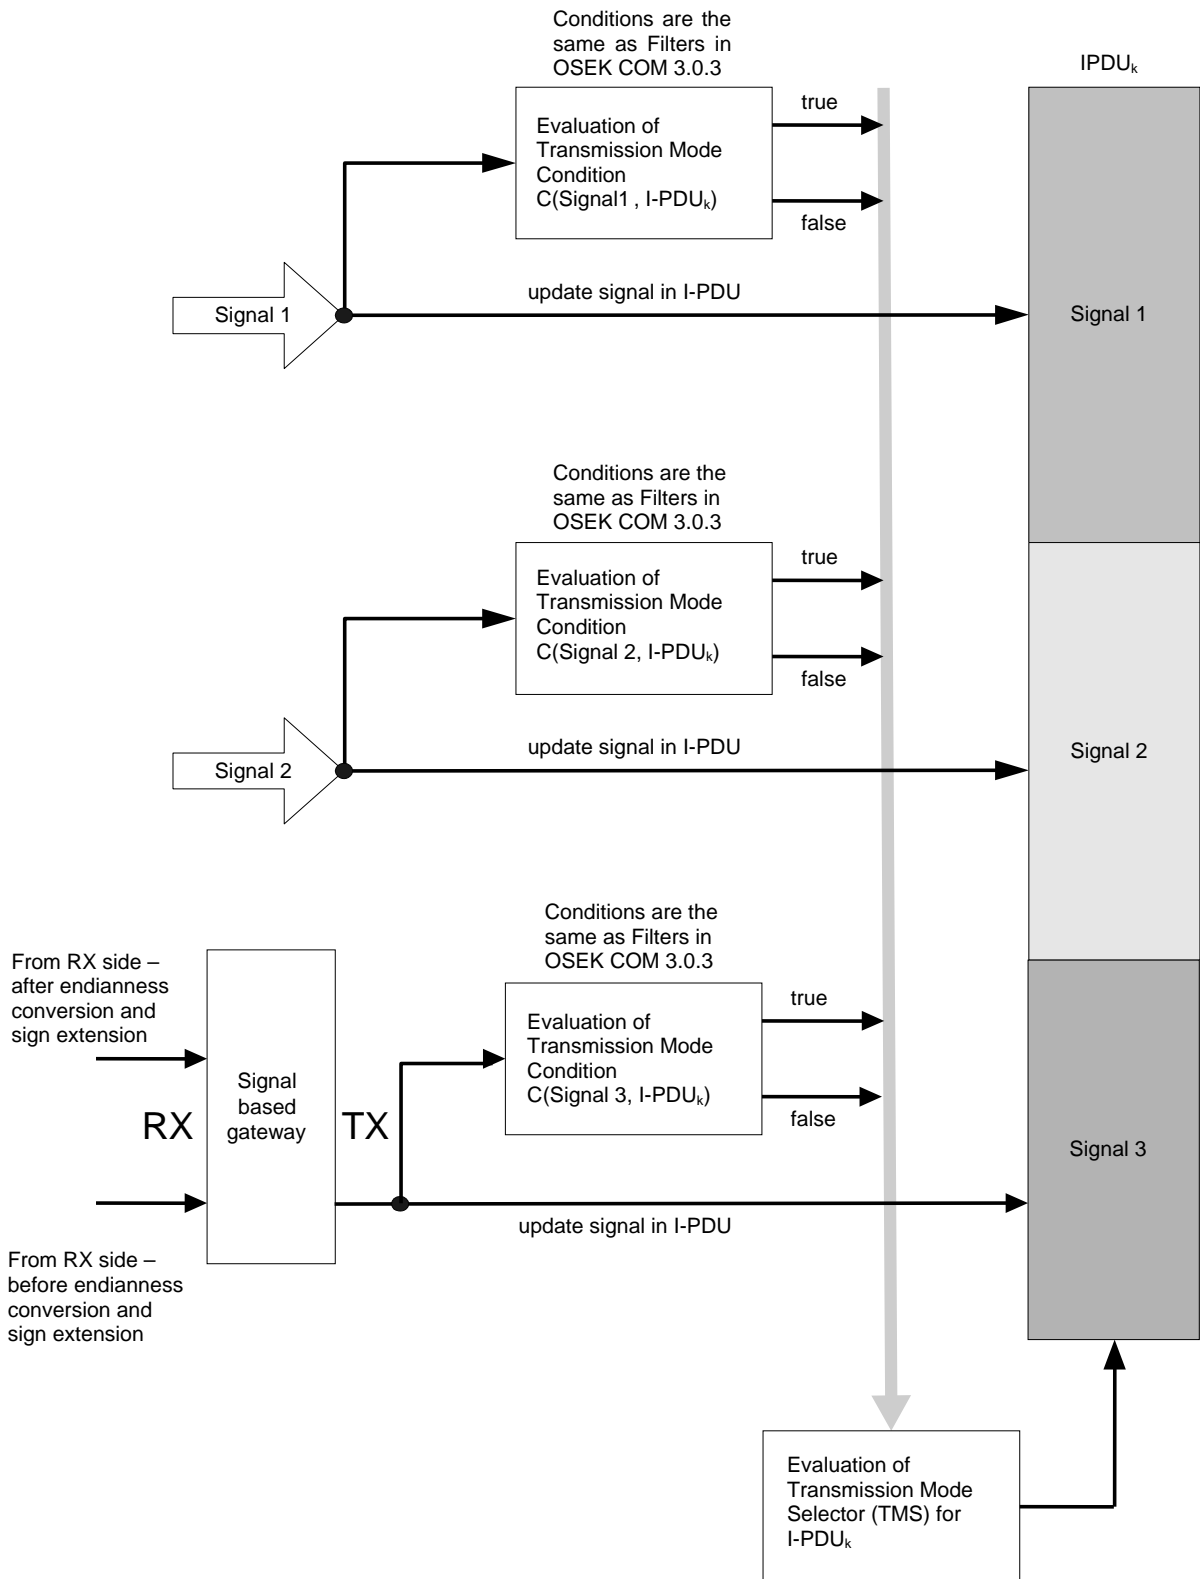 Conditions are the
same as Filters in
OSEK COM 3.0.3
IPDUk
true
Evaluation of
Transmission Mode
Condition
C(Signal1 , I-PDUk)
false
update signal in I-PDU
Signal 1
Signal 1
Conditions are the
same as Filters in
OSEK COM 3.0.3
true
Evaluation of
Transmission Mode
Condition
C(Signal 2, I-PDUk)
false
update signal in I-PDU
Signal 2
Signal 2
Conditions are the
same as Filters in
OSEK COM 3.0.3
From RX side –
after endianness
conversion and
sign extension
true
Evaluation of
Transmission Mode
Condition
C(Signal 3, I-PDUk)
false
Signal
based
gateway
RX
TX
Signal 3
update signal in I-PDU
From RX side –
before endianness
conversion and
sign extension
Evaluation of
Transmission Mode
Selector (TMS) for
I-PDUk